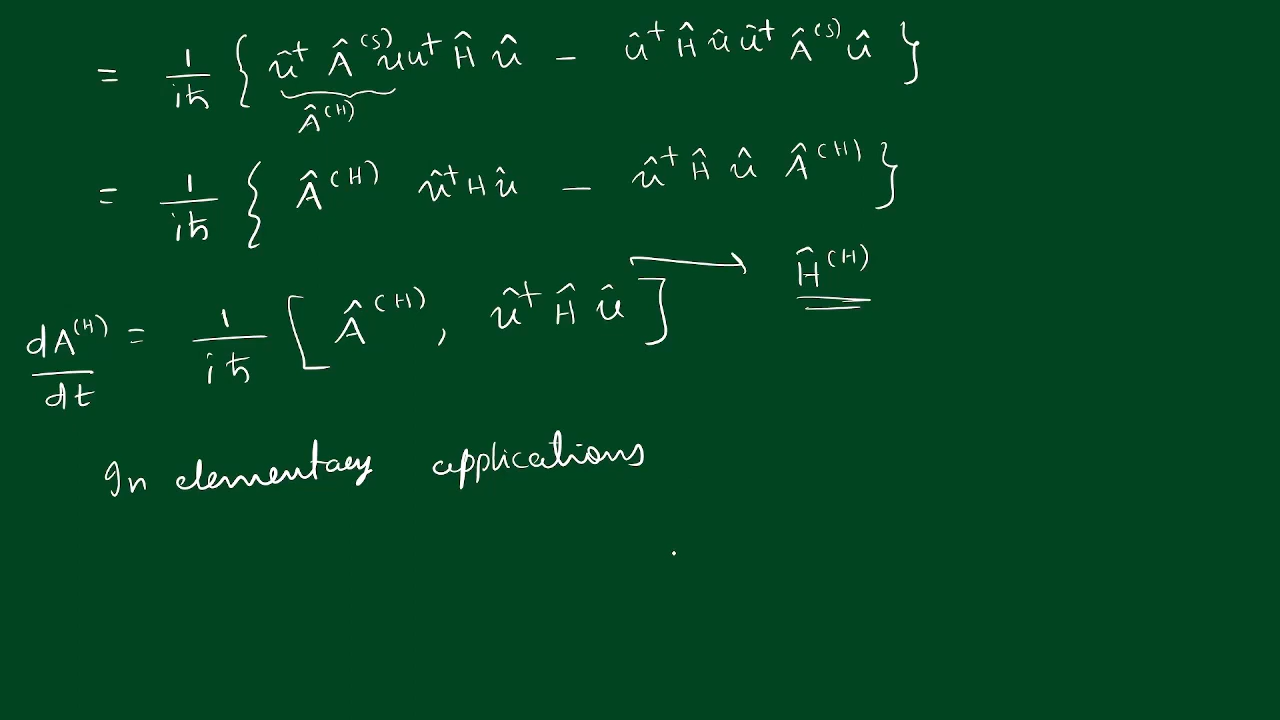 = 1/iℏ { û† Â⁽ˢ⁾ u u† Ĥ û − û† Ĥ û û† Â⁽ˢ⁾ û }
Â⁽ᴴ⁾
= 1/iℏ { Â⁽ᴴ⁾ û† H û − û† Ĥ û Â⁽ᴴ⁾ }
dA⁽ᴴ⁾/dt = 1/iℏ [ Â⁽ᴴ⁾ , û† Ĥ û ] → Ĥ⁽ᴴ⁾
In elementary applications